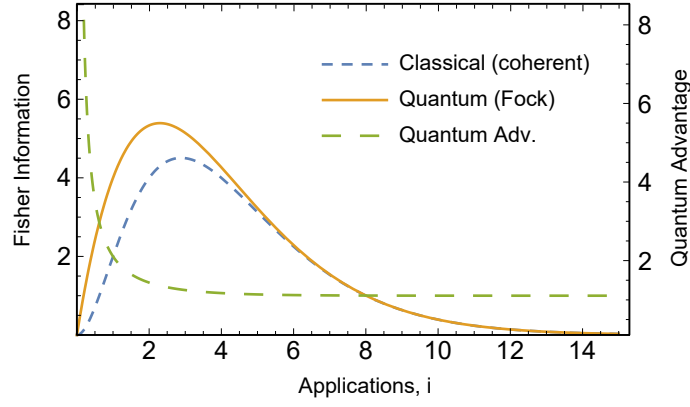 8
6
4
2
Fisher Information
Classical (coherent)
Quantum (Fock)
Quantum Adv.
8
6
4
2
Quantum Advantage
2
4
6
8
10
12
14
Applications, i